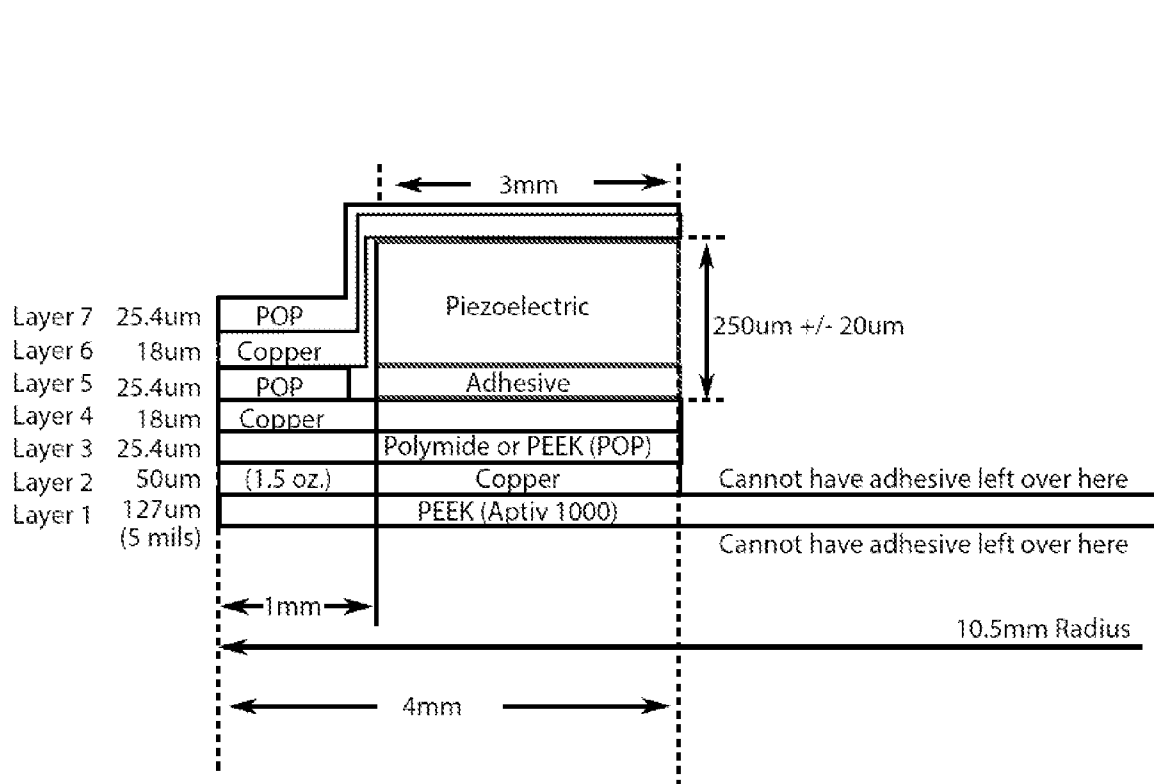 3mm
Piezoelectric
250um +/- 20um
Layer 7 25.4um POP
Layer 6 18um Copper
Layer 5 25.4um POP Adhesive
Layer 4 18um Copper
Layer 3 25.4um Polymide or PEEK (POP)
Layer 2 50um (1.5 oz.) Copper Cannot have adhesive left over here
Layer 1 127um PEEK (Aptiv 1000)
(5 mils) Cannot have adhesive left over here
1mm
10.5mm Radius
4mm